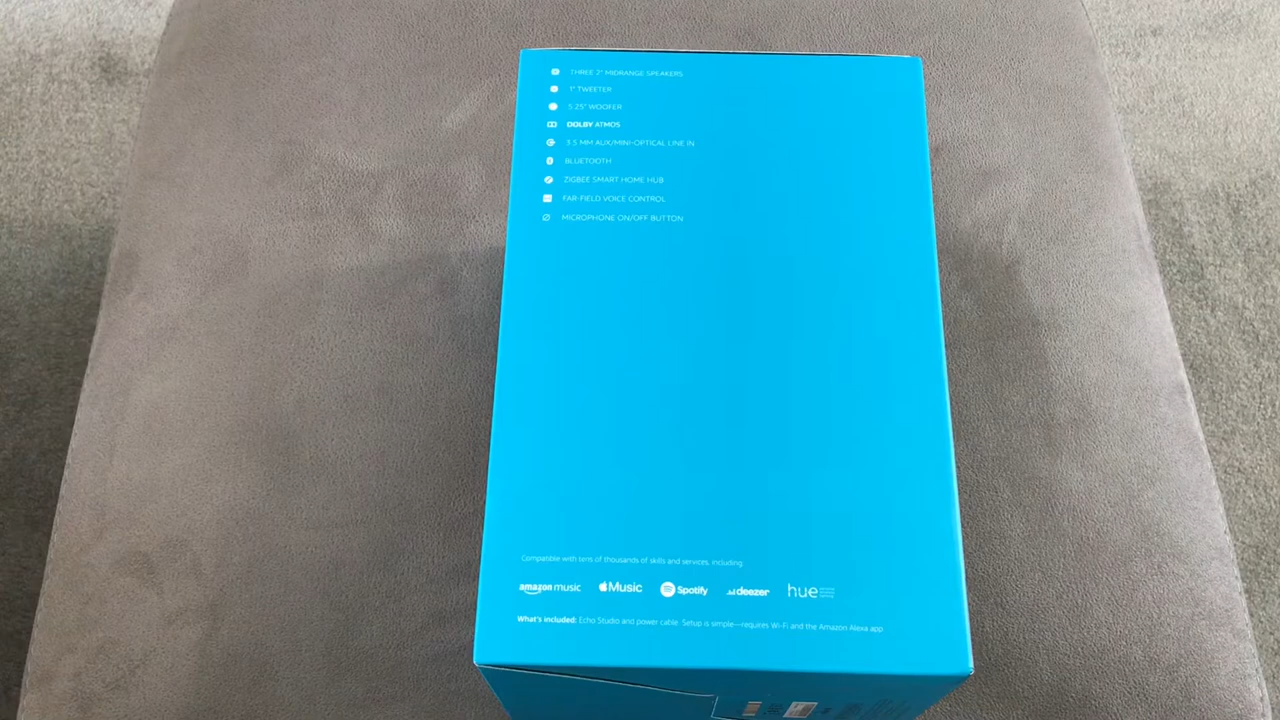 THREE 2" MIDRANGE SPEAKERS
1" TWEETER
5.25" WOOFER
DOLBY ATMOS
3.5 MM AUX/MINI-OPTICAL LINE IN
BLUETOOTH
ZIGBEE SMART HOME HUB
FAR-FIELD VOICE CONTROL
MICROPHONE ON/OFF BUTTON
Compatible with tens of thousands of skills and services, including:
amazon music Music Spotify deezer hue
What's included: Echo Studio and power cable. Setup is simple—requires Wi-Fi and the Amazon Alexa app